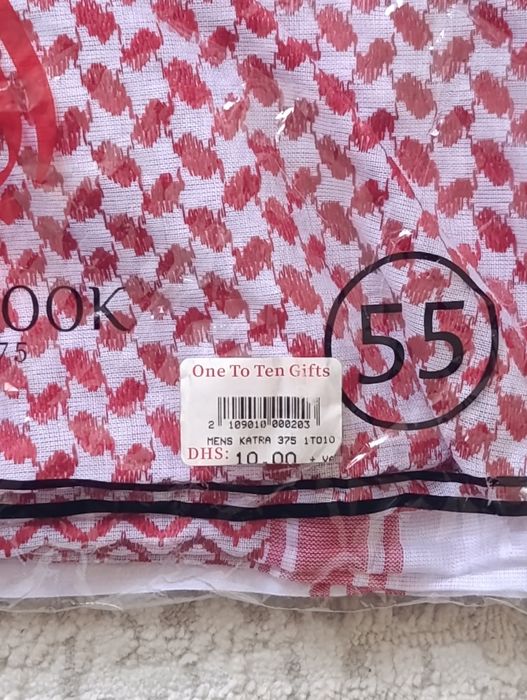 OOK
75
55
One To Ten Gifts
2 109010 000203
MENS KATRA 375 1TO10
DHS: 10.00 +